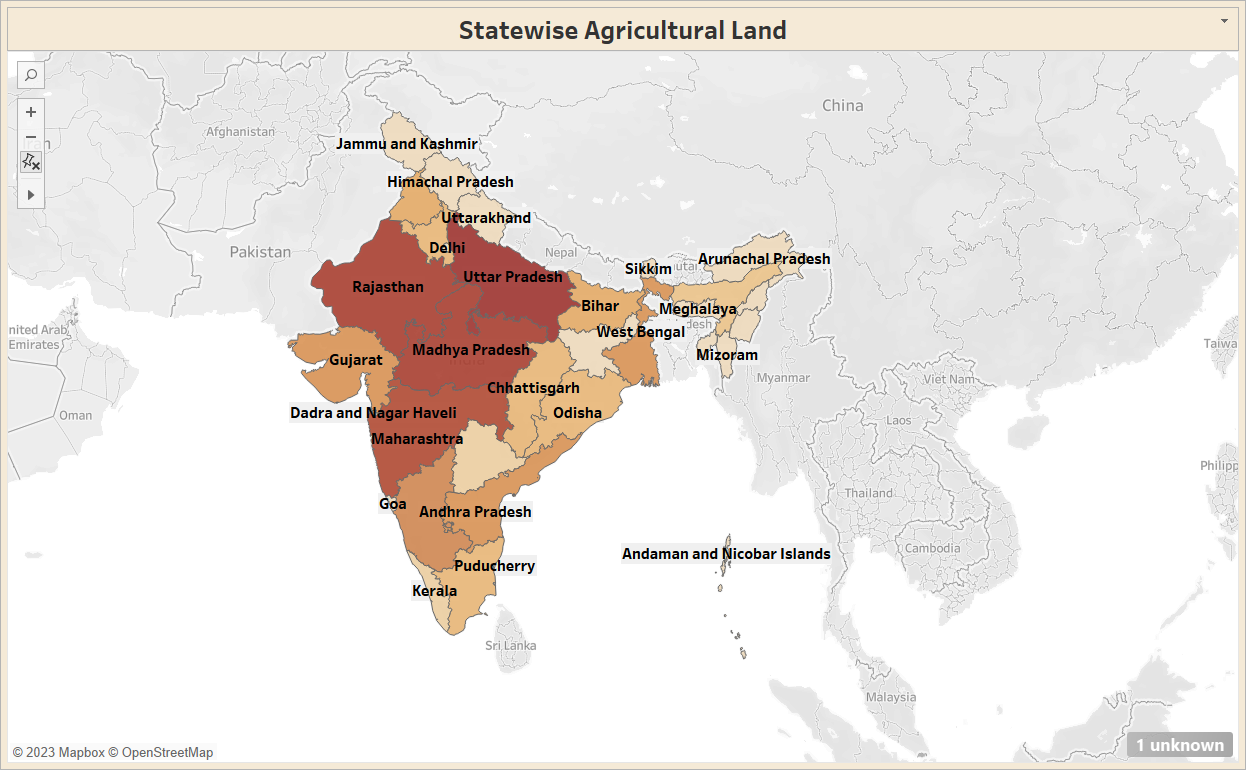 Statewise Agricultural Land
China
Afghanistan
Iran
Jammu and Kashmir
Himachal Pradesh
Uttarakhand
Pakistan
Delhi
Nepal
Arunachal Pradesh
Sikkim
Uttar Pradesh
Rajasthan
Bihar
Meghalaya
nited Arab
Emirates
West Bengal
desh
Taiwa
Madhya Pradesh
Mizoram
Gujarat
Myanmar
Viet Nam
Chhattisgarh
Oman
Dadra and Nagar Haveli
Odisha
Laos
Maharashtra
Philipp
Thailand
Goa
Andhra Pradesh
Cambodia
Andaman and Nicobar Islands
Puducherry
Kerala
Sri Lanka
Malaysia
1 unknown
© 2023 Mapbox © OpenStreetMap